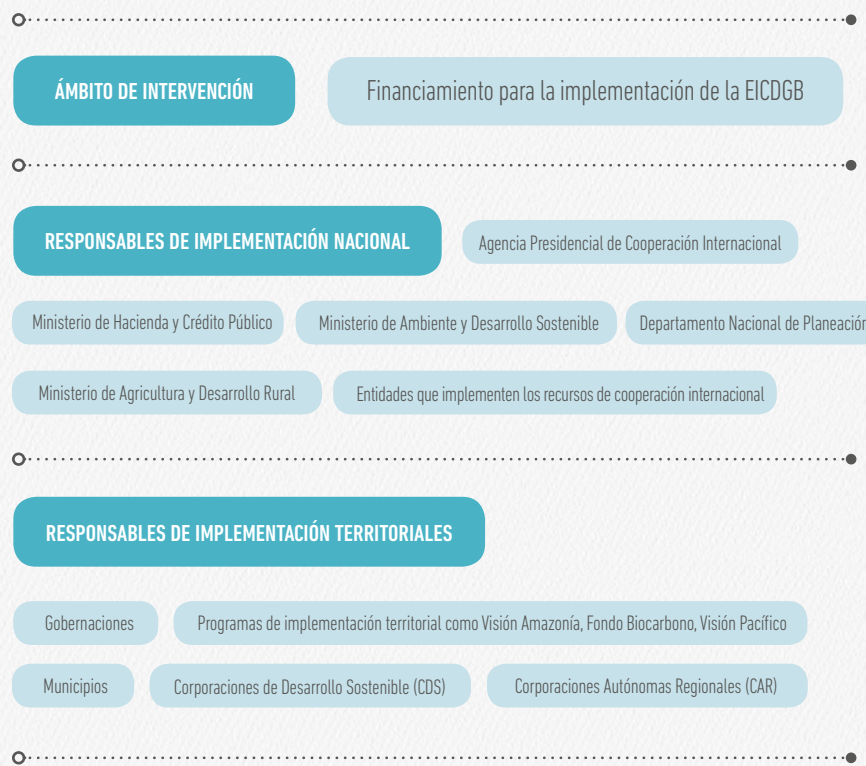 ÁMBITO DE INTERVENCIÓN
Financiamiento para la implementación de la EICDGB
RESPONSABLES DE IMPLEMENTACIÓN NACIONAL
Agencia Presidencial de Cooperación Internacional
Ministerio de Hacienda y Crédito Público
Ministerio de Ambiente y Desarrollo Sostenible
Departamento Nacional de Planeación
Ministerio de Agricultura y Desarrollo Rural
Entidades que implementen los recursos de cooperación internacional
RESPONSABLES DE IMPLEMENTACIÓN TERRITORIALES
Gobernaciones
Programas de implementación territorial como Visión Amazonía, Fondo Biocarbono, Visión Pacífico
Municipios
Corporaciones de Desarrollo Sostenible (CDS)
Corporaciones Autónomas Regionales (CAR)